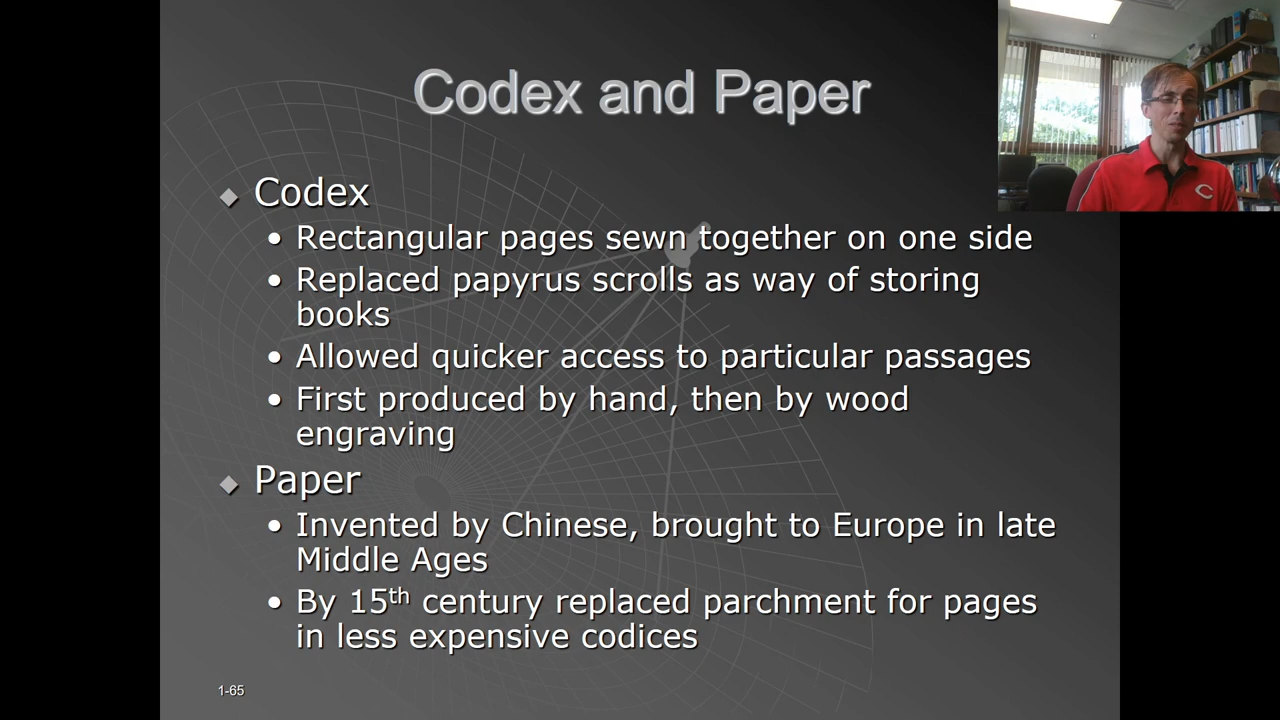 Codex and Paper
Codex
Rectangular pages sewn together on one side
Replaced papyrus scrolls as way of storing
books
Allowed quicker access to particular passages
First produced by hand, then by wood
engraving
Paper
Invented by Chinese, brought to Europe in late
Middle Ages
By 15th century replaced parchment for pages
in less expensive codices
1-65
C